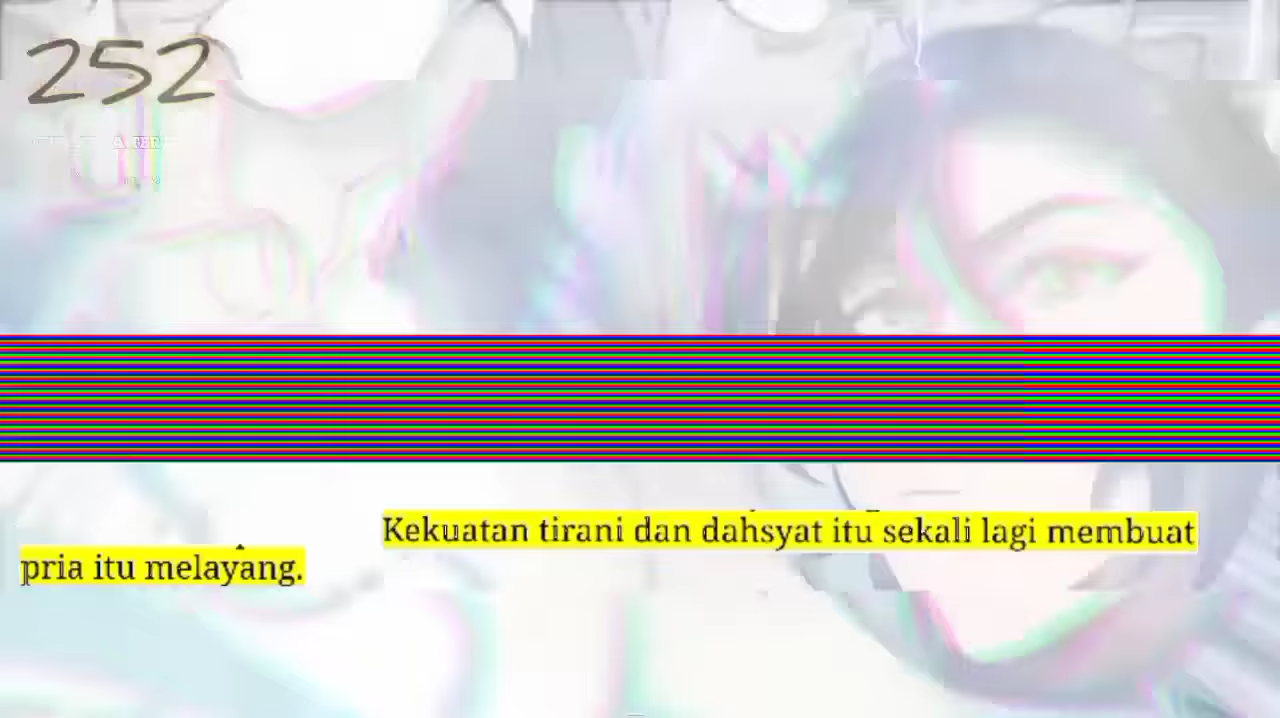 252
Kekuatan tirani dan dahsyat itu sekali lagi membuat
pria itu melayang.